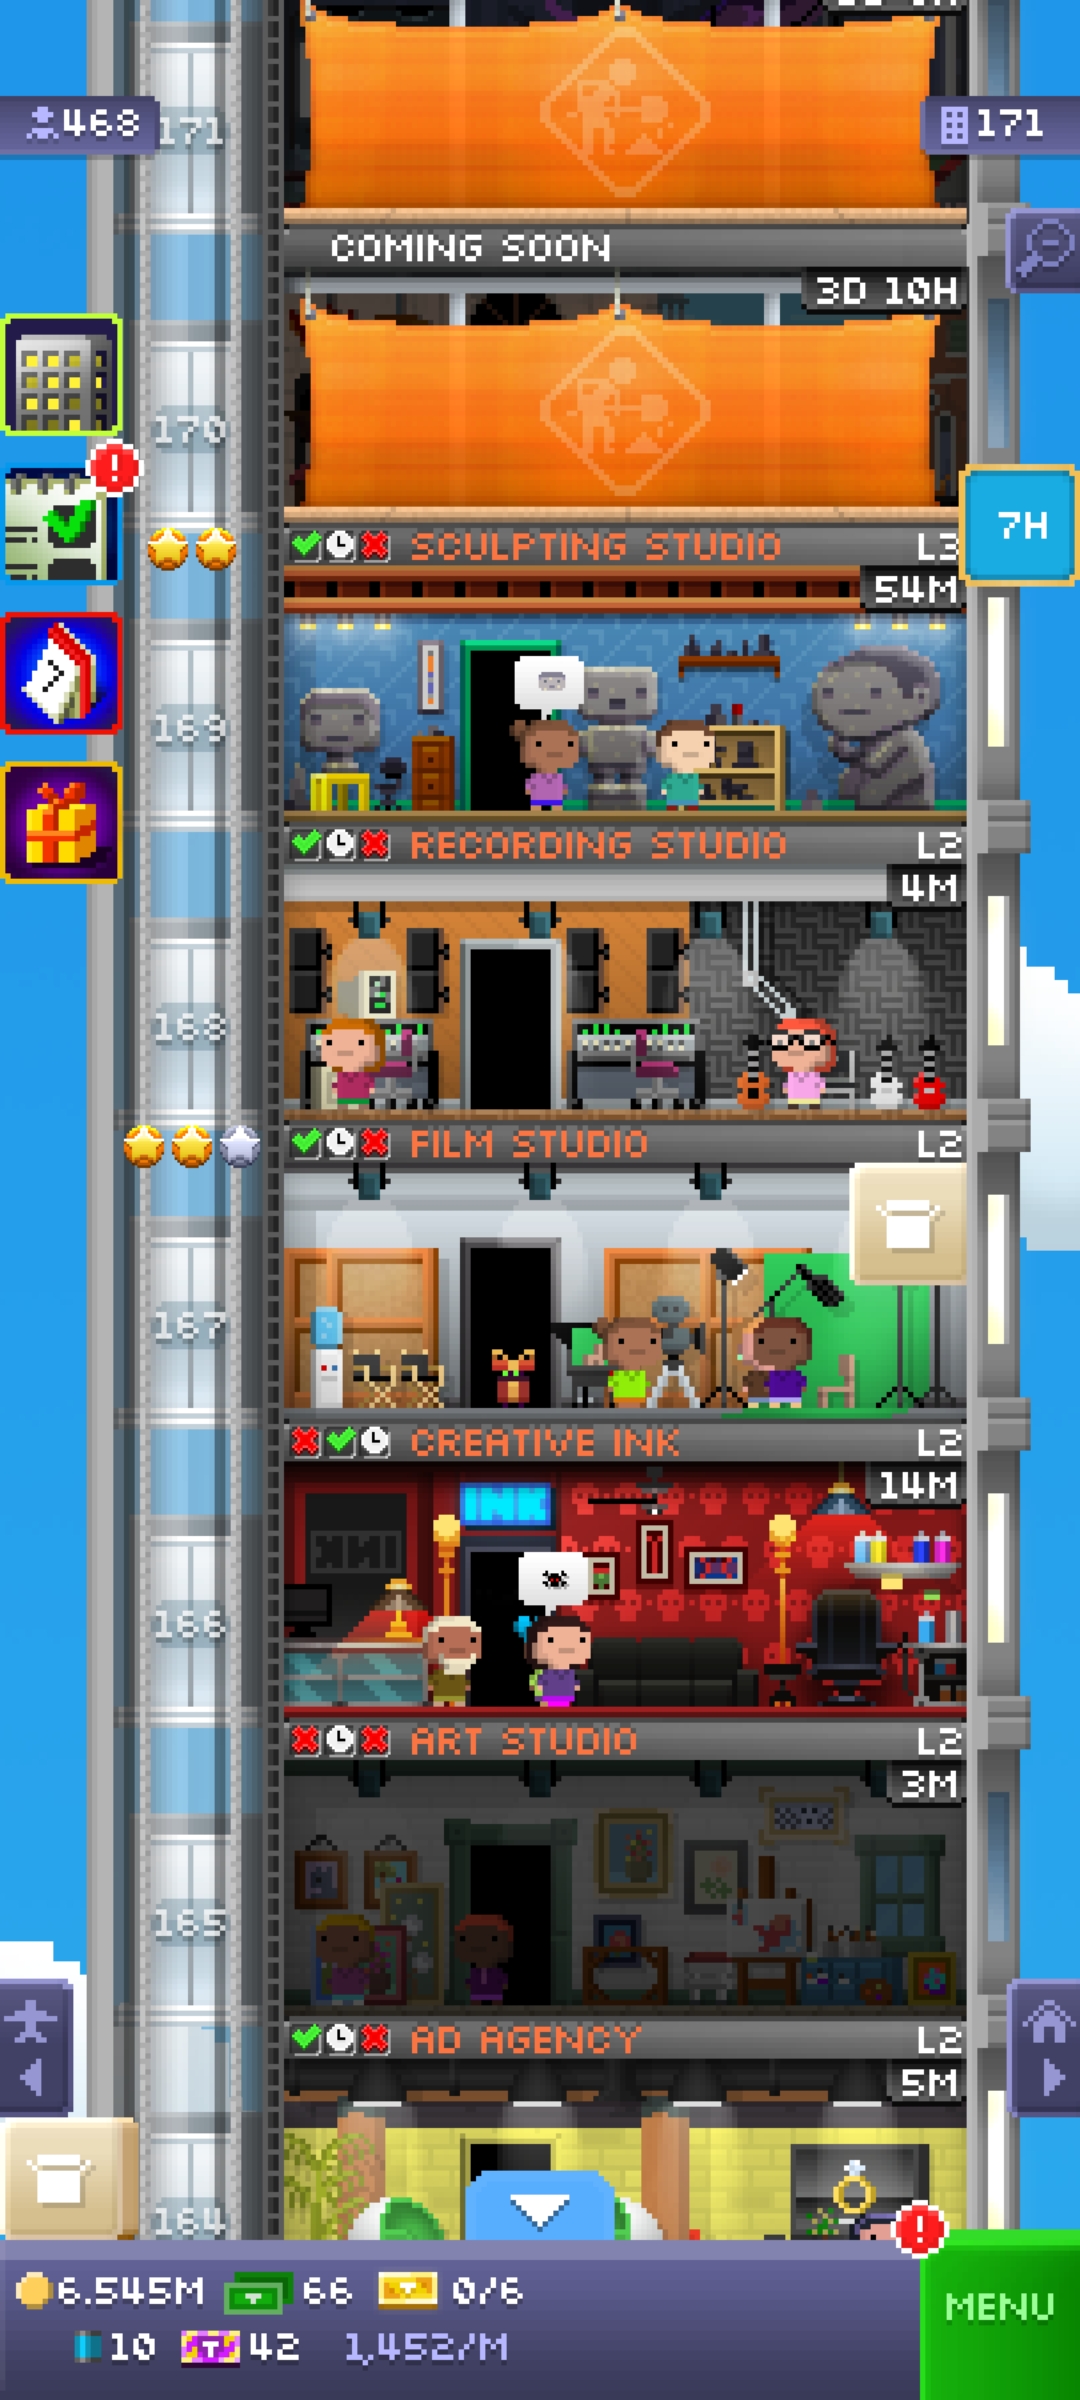 468
171
171
COMING SOON
3D 10H
170
7H
SCULPTING STUDIO L3
54M
169
RECORDING STUDIO L2
4M
168
FILM STUDIO L2
167
CREATIVE INK L2
14M
INK
166
ART STUDIO L2
3M
165
AD AGENCY L2
5M
164
6.545M 66 0/6
MENU
10 T 42 1,452/M